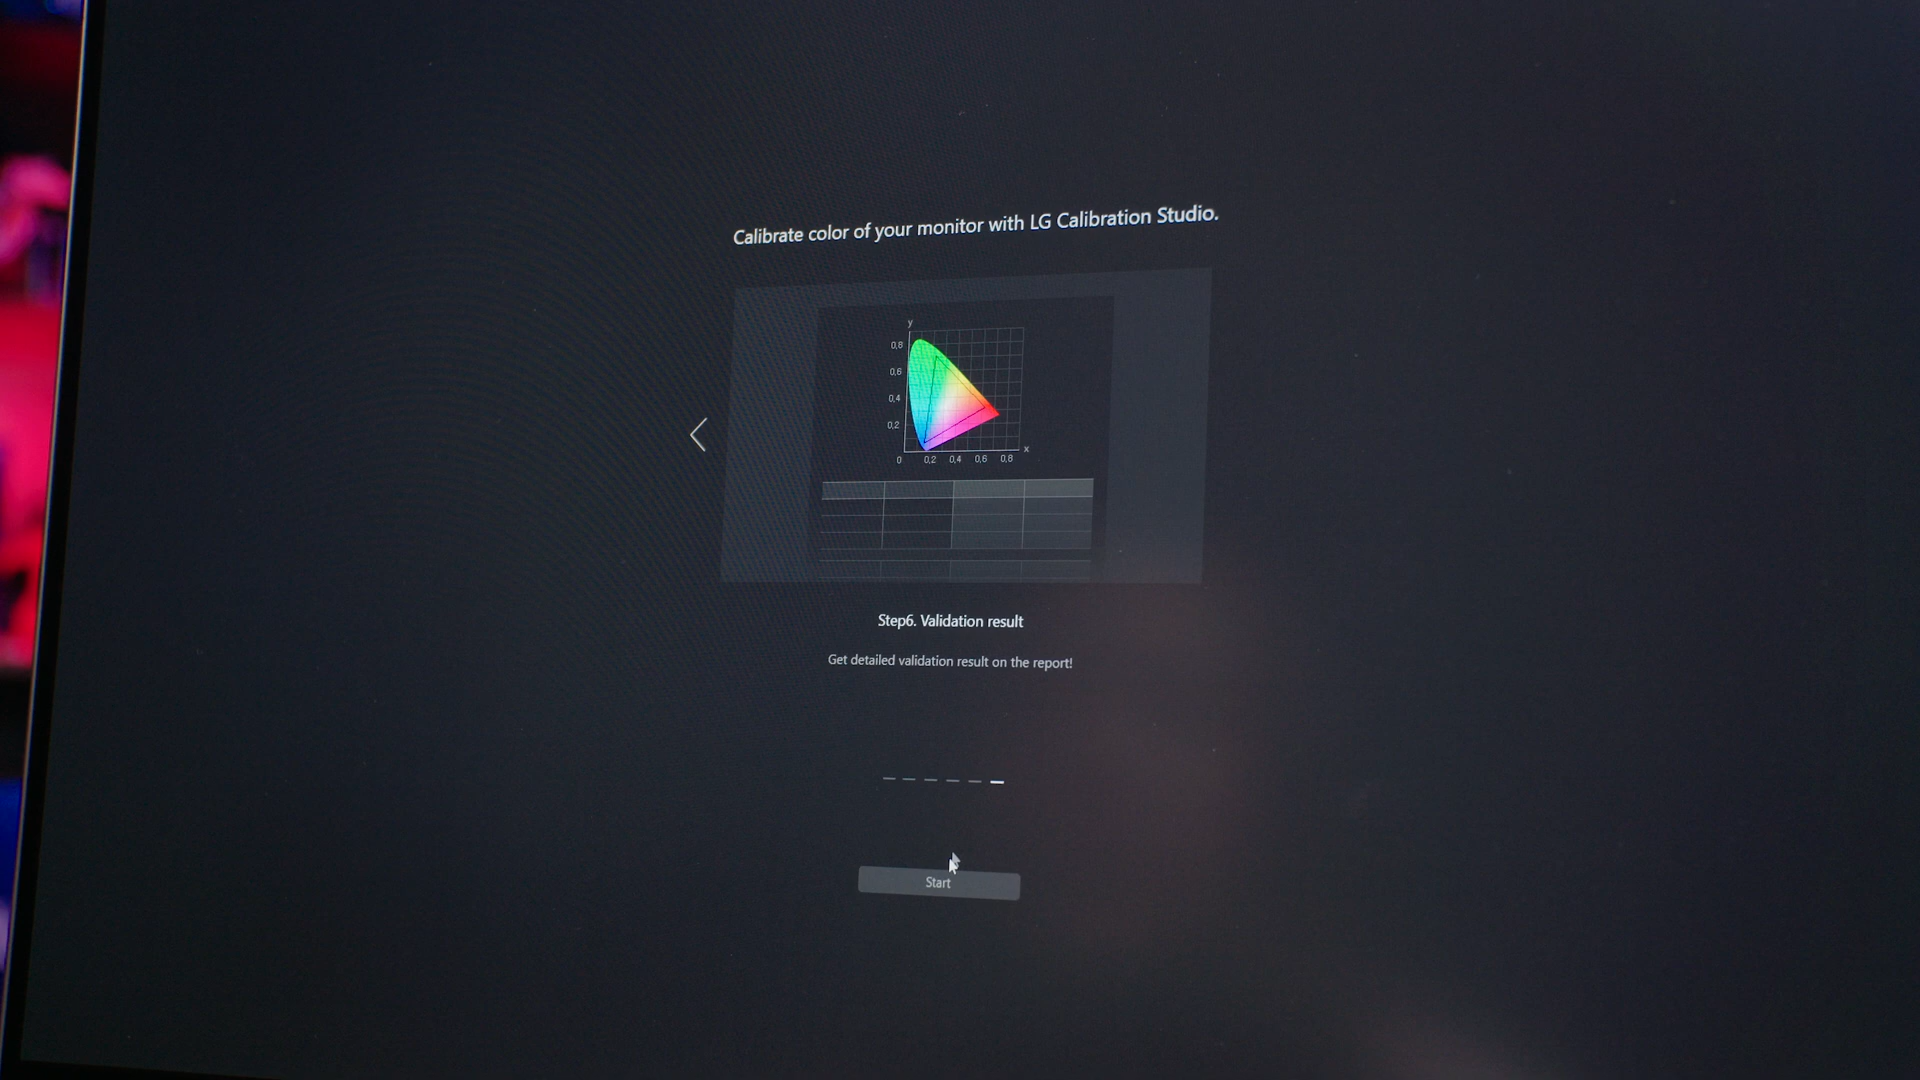 Calibrate color of your monitor with LG Calibration Studio.
y
0,8
0,6
0,4
0,2
0 0,2 0,4 0,6 0,8 x
Step6. Validation result
Get detailed validation result on the report!
Start